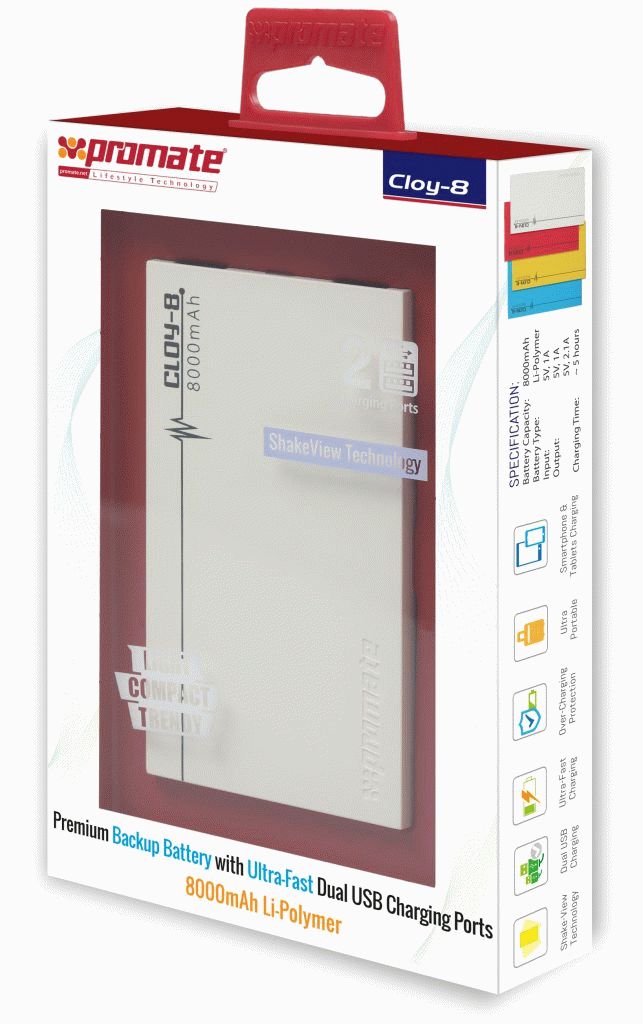 promate
promate
promate.net Lifestyle Technology
Cloy-8
CLOY-8
8000mAh
2
Charging Ports
ShakeView Technology
LIGHT
COMPACT
TRENDY
promate
Premium Backup Battery with Ultra-Fast Dual USB Charging Ports
8000mAh Li-Polymer
SPECIFICATION:
Battery Capacity: 8000mAh
Battery Type: Li-Polymer
Input: 5V, 1A
Output: 5V, 1A
5V, 2.1A
Charging Time: ~ 5 hours
Smartphone &
Tablets Charging
Ultra
Portable
Over-Charging
Protection
Ultra-Fast
Charging
Dual USB
Charging
Shake-View
Technology